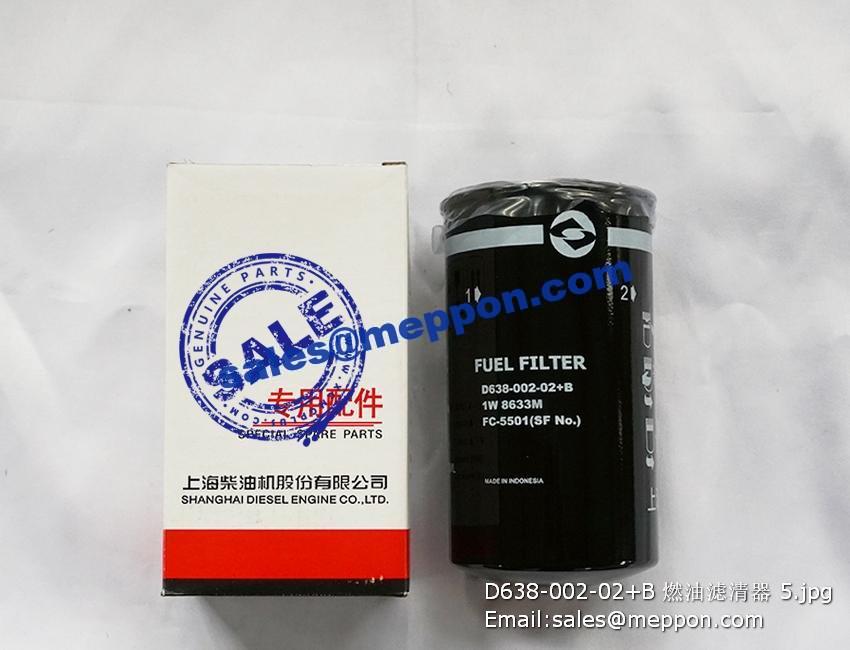 GENUINE PARTS
SALE
sales@meppon.com
专用配件
SPECIAL SPARE PARTS
上海柴油机股份有限公司
SHANGHAI DIESEL ENGINE CO.,LTD.
1
2
FUEL FILTER
D638-002-02+B
1W 8633M
FC-5501(SF No.)
MADE IN INDONESIA
上
D638-002-02+B 燃油滤清器 5.jpg
Email:sales@meppon.com